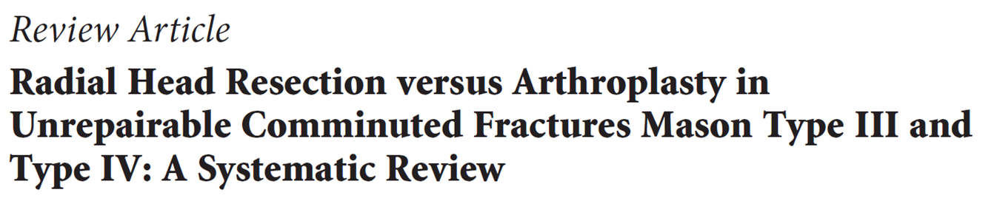 Review Article
Radial Head Resection versus Arthroplasty in
Unrepairable Comminuted Fractures Mason Type III and
Type IV: A Systematic Review